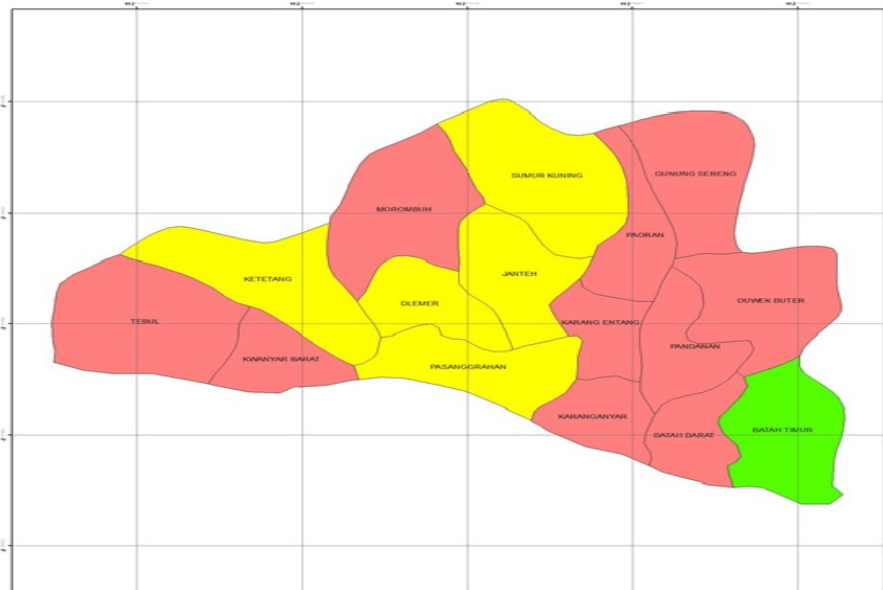 SUMUR KUNING
GUNUNG SERENG
MOROMBUH
PAORAN
JANTEH
KETETANG
DLEMER
DUWEK BUTER
TEBUL
KARANG ENTANG
PANDANAN
KWANYAR BARAT
PASANGGRAHAN
KARANGANYAR
BATAH BARAT
BATAH TIMUR